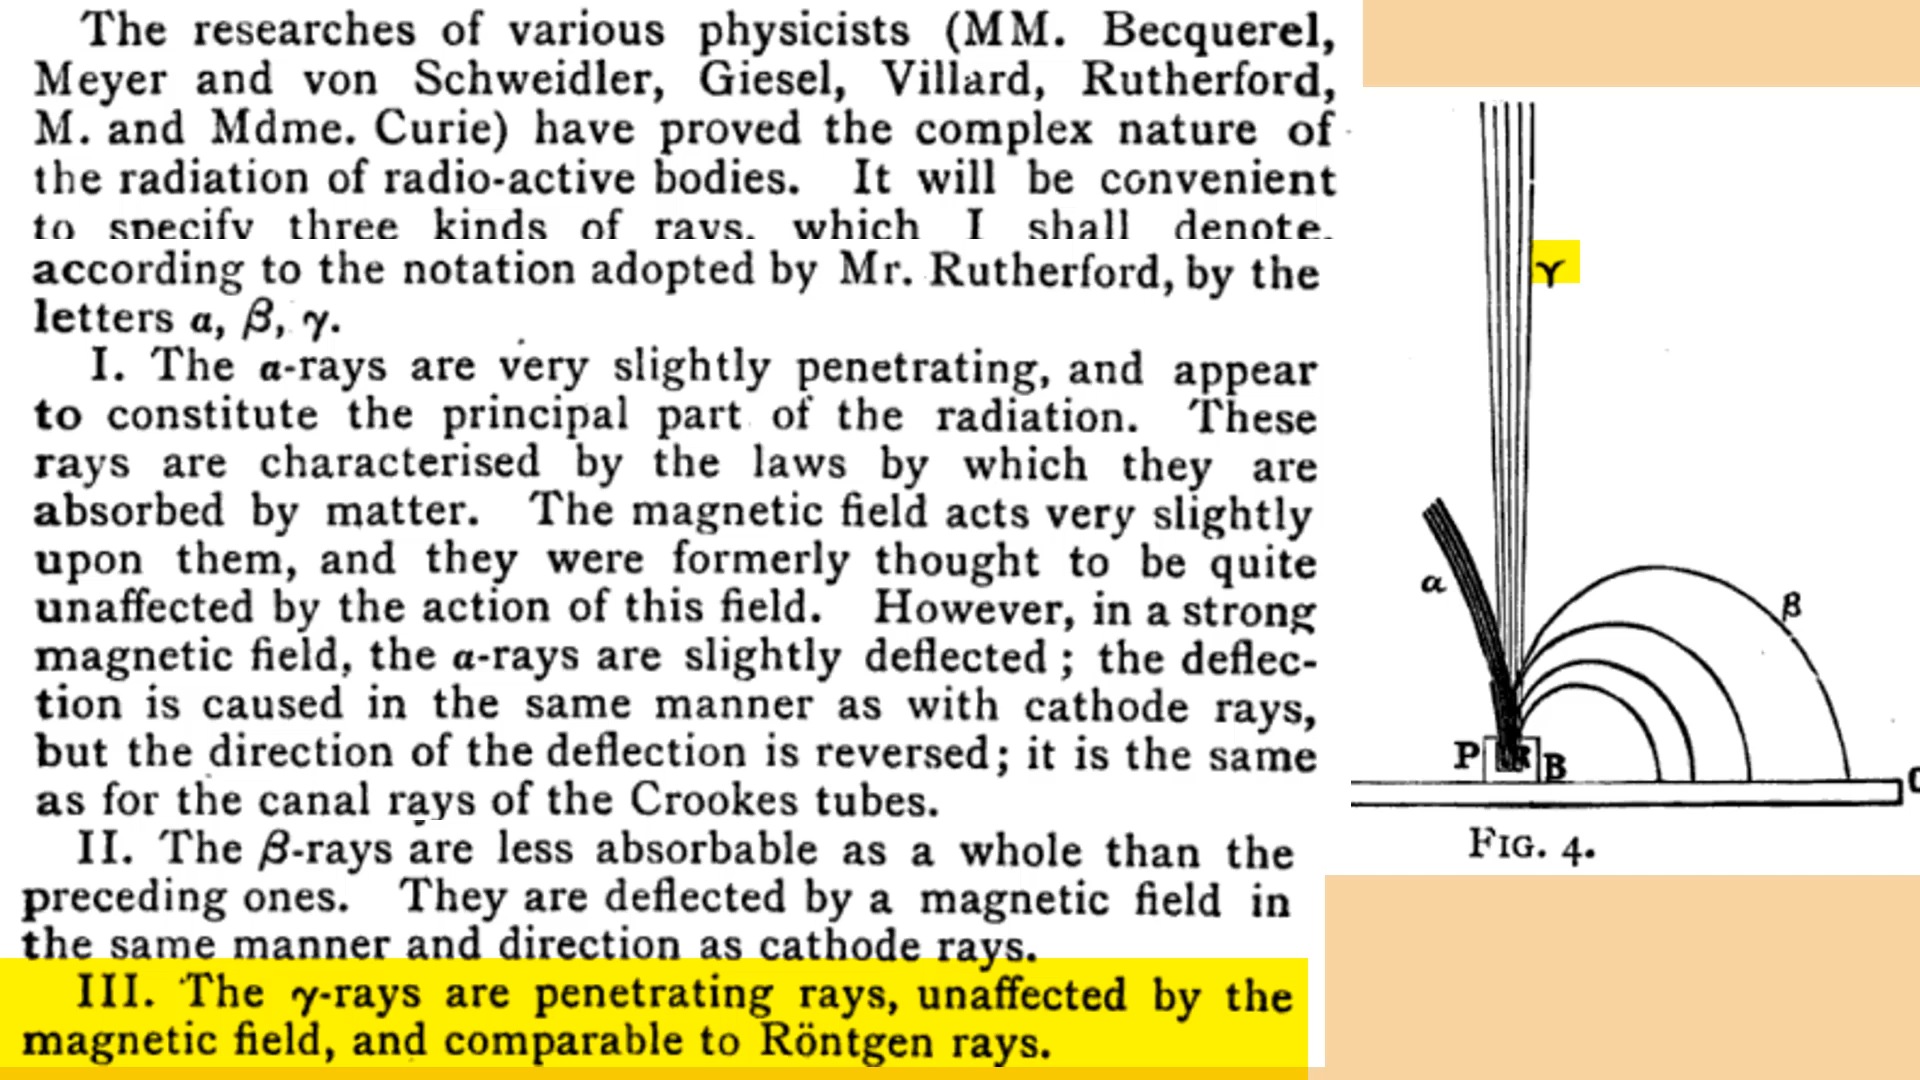 The researches of various physicists (MM. Becquerel,
Meyer and von Schweidler, Giesel, Villard, Rutherford,
M. and Mdme. Curie) have proved the complex nature of
the radiation of radio-active bodies. It will be convenient
to specify three kinds of rays, which I shall denote,
according to the notation adopted by Mr. Rutherford, by the
letters α, β, γ.
I. The α-rays are very slightly penetrating, and appear
to constitute the principal part of the radiation. These
rays are characterised by the laws by which they are
absorbed by matter. The magnetic field acts very slightly
upon them, and they were formerly thought to be quite
unaffected by the action of this field. However, in a strong
magnetic field, the α-rays are slightly deflected; the deflec-
tion is caused in the same manner as with cathode rays,
but the direction of the deflection is reversed; it is the same
as for the canal rays of the Crookes tubes.
II. The β-rays are less absorbable as a whole than the
preceding ones. They are deflected by a magnetic field in
the same manner and direction as cathode rays.
III. The γ-rays are penetrating rays, unaffected by the
magnetic field, and comparable to Röntgen rays.
γ
α
β
P
B
FIG. 4.